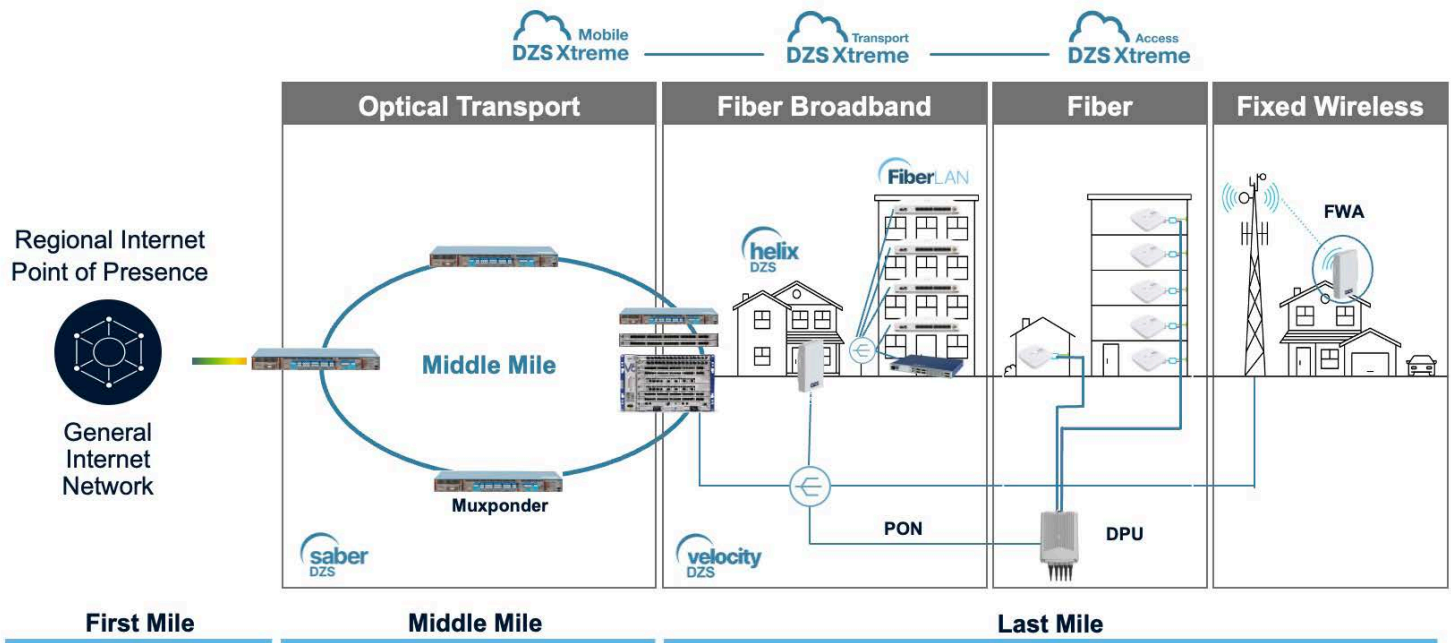 Mobile
DZS Xtreme
Transport
DZS Xtreme
Access
DZS Xtreme
Optical Transport
Fiber Broadband
Fiber
Fixed Wireless
Regional Internet
Point of Presence
General
Internet
Network
Middle Mile
Muxponder
saber
DZS
FiberLAN
helix
DZS
PON
velocity
DZS
DPU
FWA
First Mile
Middle Mile
Last Mile